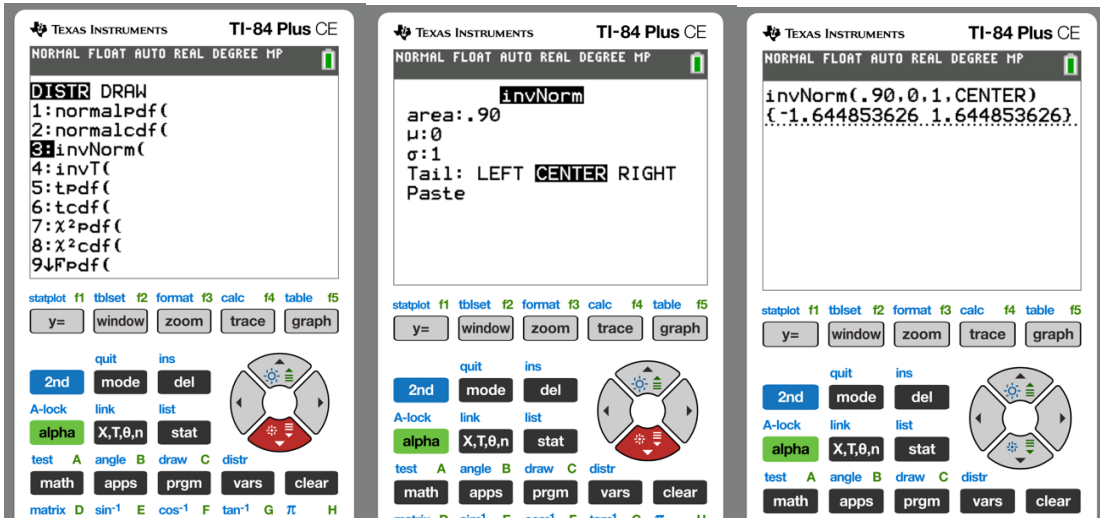 TEXAS INSTRUMENTS TI-84 Plus CE
NORMAL FLOAT AUTO REAL DEGREE MP
DISTR DRAW
1:normalpdf(
2:normalcdf(
3:invNorm(
4:invT(
5:tpdf(
6:tcdf(
7:χ²pdf(
8:χ²cdf(
9↓Fpdf(
statplot f1 tblset f2 format f3 calc f4 table f5
y= window zoom trace graph
quit ins
2nd mode del
A-lock link list
alpha X,T,θ,n stat
test A angle B draw C distr
math apps prgm vars clear
matrix D sin-1 E cos-1 F tan-1 G π H
TEXAS INSTRUMENTS TI-84 Plus CE
NORMAL FLOAT AUTO REAL DEGREE MP
invNorm
area:.90
μ:0
σ:1
Tail: LEFT CENTER RIGHT
Paste
statplot f1 tblset f2 format f3 calc f4 table f5
y= window zoom trace graph
quit ins
2nd mode del
A-lock link list
alpha X,T,θ,n stat
test A angle B draw C distr
math apps prgm vars clear
TEXAS INSTRUMENTS TI-84 Plus CE
NORMAL FLOAT AUTO REAL DEGREE MP
invNorm(.90,0,1,CENTER)
{-1.644853626 1.644853626}
statplot f1 tblset f2 format f3 calc f4 table f5
y= window zoom trace graph
quit ins
2nd mode del
A-lock link list
alpha X,T,θ,n stat
test A angle B draw C distr
math apps prgm vars clear